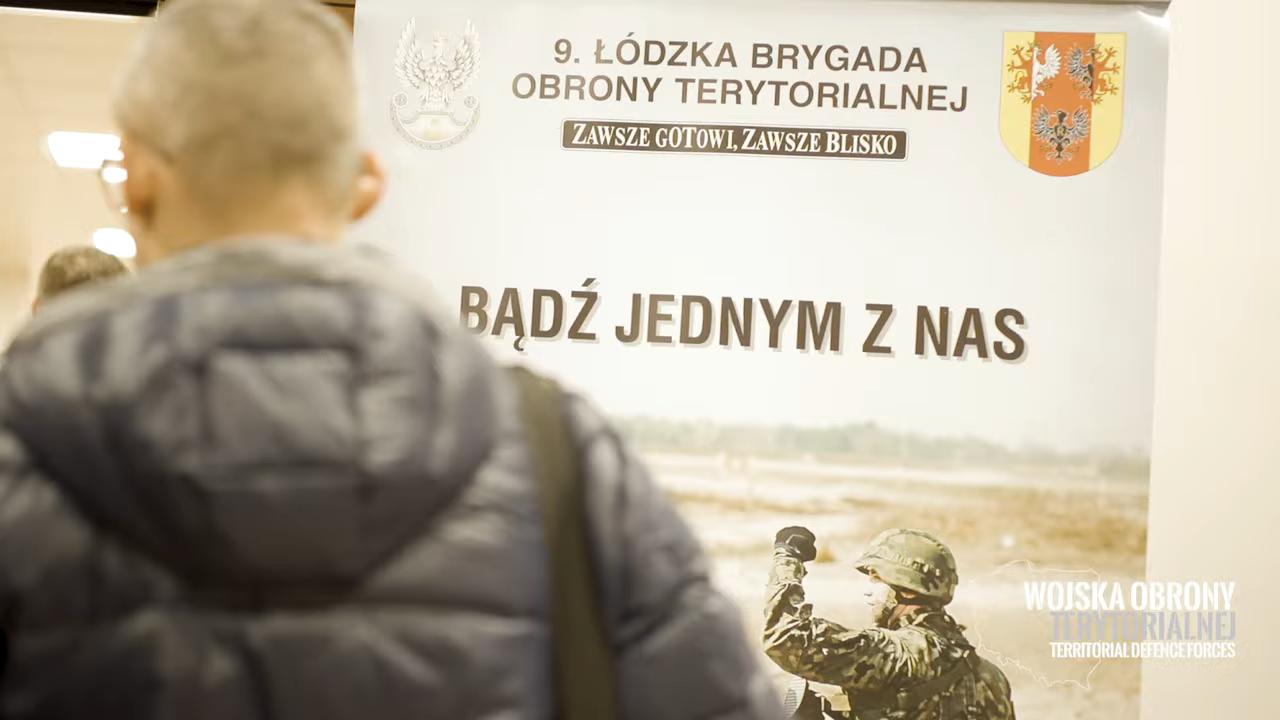 9. ŁÓDZKA BRYGADA
OBRONY TERYTORIALNEJ
ZAWSZE GOTOWI, ZAWSZE BLISKO
BĄDŹ JEDNYM Z NAS
WOJSKA OBRONY
TERYTORIALNEJ
TERRITORIAL DEFENCE FORCES